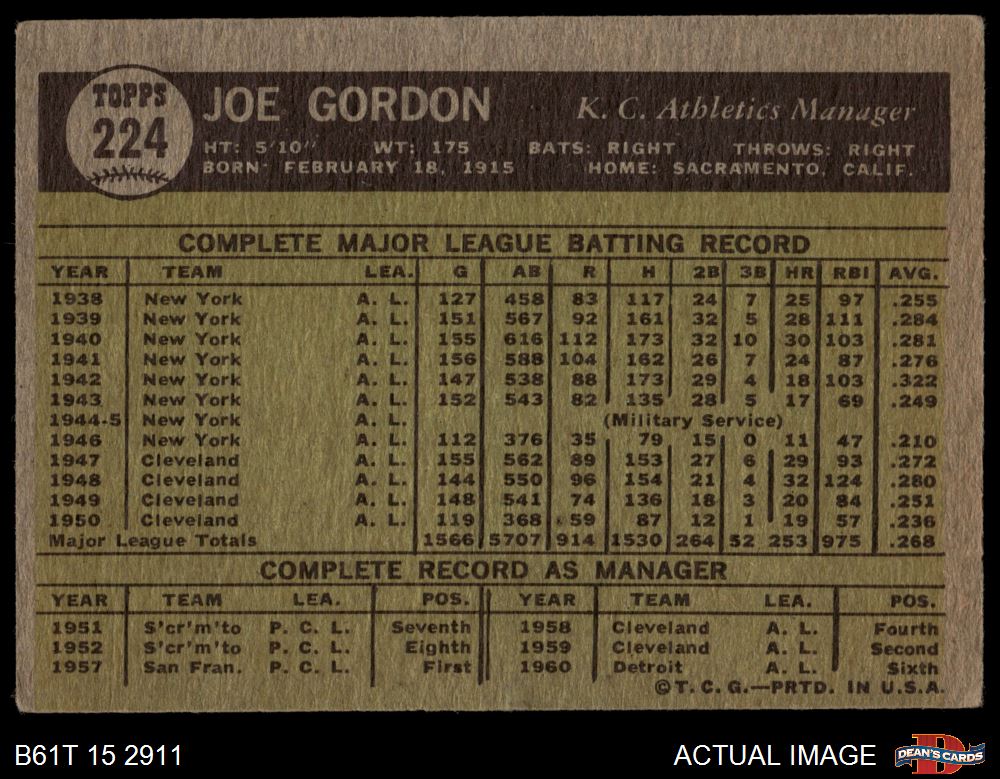 TOPPS
224
JOE GORDON K. C. Athletics Manager
HT: 5'10" WT: 175 BATS: RIGHT THROWS: RIGHT
BORN: FEBRUARY 18, 1915 HOME: SACRAMENTO, CALIF.
COMPLETE MAJOR LEAGUE BATTING RECORD
YEAR TEAM LEA. G AB R H 2B 3B HR RBI AVG.
1938 New York A. L. 127 458 83 117 24 7 25 97 .255
1939 New York A. L. 151 567 92 161 32 5 28 111 .284
1940 New York A. L. 155 616 112 173 32 10 30 103 .281
1941 New York A. L. 156 588 104 162 26 7 24 87 .276
1942 New York A. L. 147 538 88 173 29 4 18 103 .322
1943 New York A. L. 152 543 82 135 28 5 17 69 .249
1944-5 New York A. L. (Military Service)
1946 New York A. L. 112 376 35 79 15 0 11 47 .210
1947 Cleveland A. L. 155 562 89 153 27 6 29 93 .272
1948 Cleveland A. L. 144 550 96 154 21 4 32 124 .280
1949 Cleveland A. L. 148 541 74 136 18 3 20 84 .251
1950 Cleveland A. L. 119 368 59 87 12 1 19 57 .236
Major League Totals 1566 5707 914 1530 264 52 253 975 .268
COMPLETE RECORD AS MANAGER
YEAR TEAM LEA. POS. YEAR TEAM LEA. POS.
1951 S'cr'm'to P. C. L. Seventh 1958 Cleveland A. L. Fourth
1952 S'cr'm'to P. C. L. Eighth 1959 Cleveland A. L. Second
1957 San Fran. P. C. L. First 1960 Detroit A. L. Sixth
©T. C. G.—PRTD. IN U.S.A.
B61T 15 2911 ACTUAL IMAGE DEAN'S CARDS